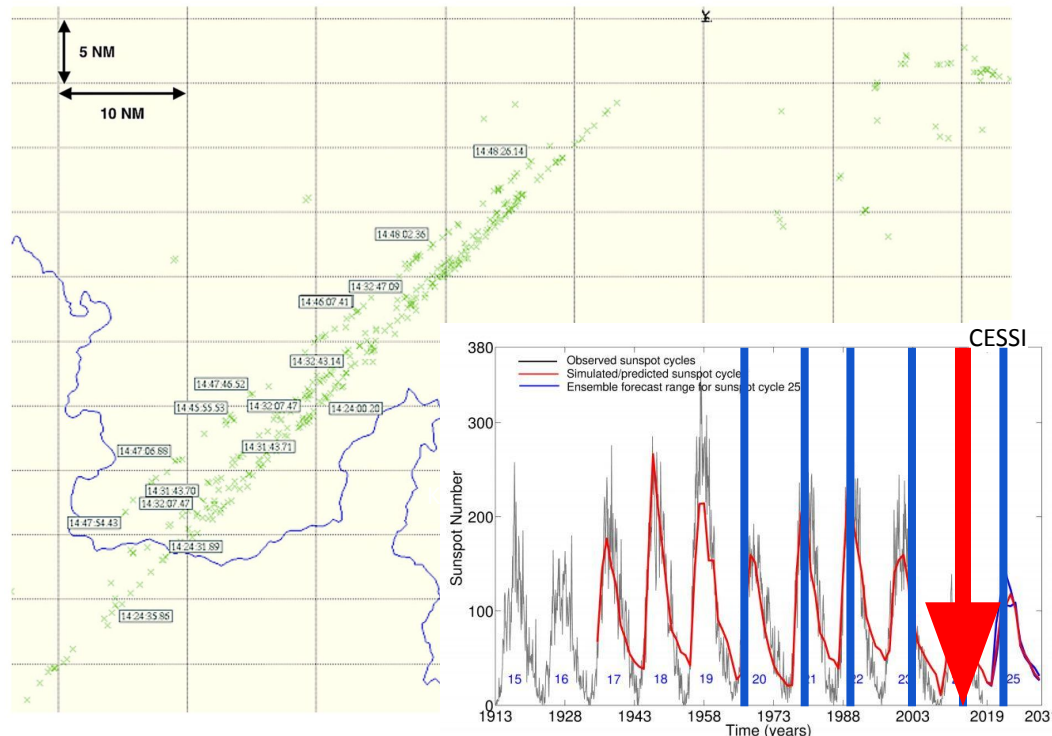 5 NM
10 NM
14:48:26.14
14:48:02.36
14:32:47.09
14:46:07.41
14:32:43.14
14:47:46.52
14:45:55.53
14:32:07.47
14:24:00.20
14:31:43.71
14:47:06.88
14:31:43.70
14:32:07.47
14:47:54.43
14:24:31.89
14:24:35.86
CESSI
Observed sunspot cycles
Simulated/predicted sunspot cycle
Ensemble forecast range for sunspot cycle 25
Sunspot Number
380
300
200
100
0
15 16 17 18 19 20 21 22 23 25
1913 1928 1943 1958 1973 1988 2003 2019 203
Time (years)